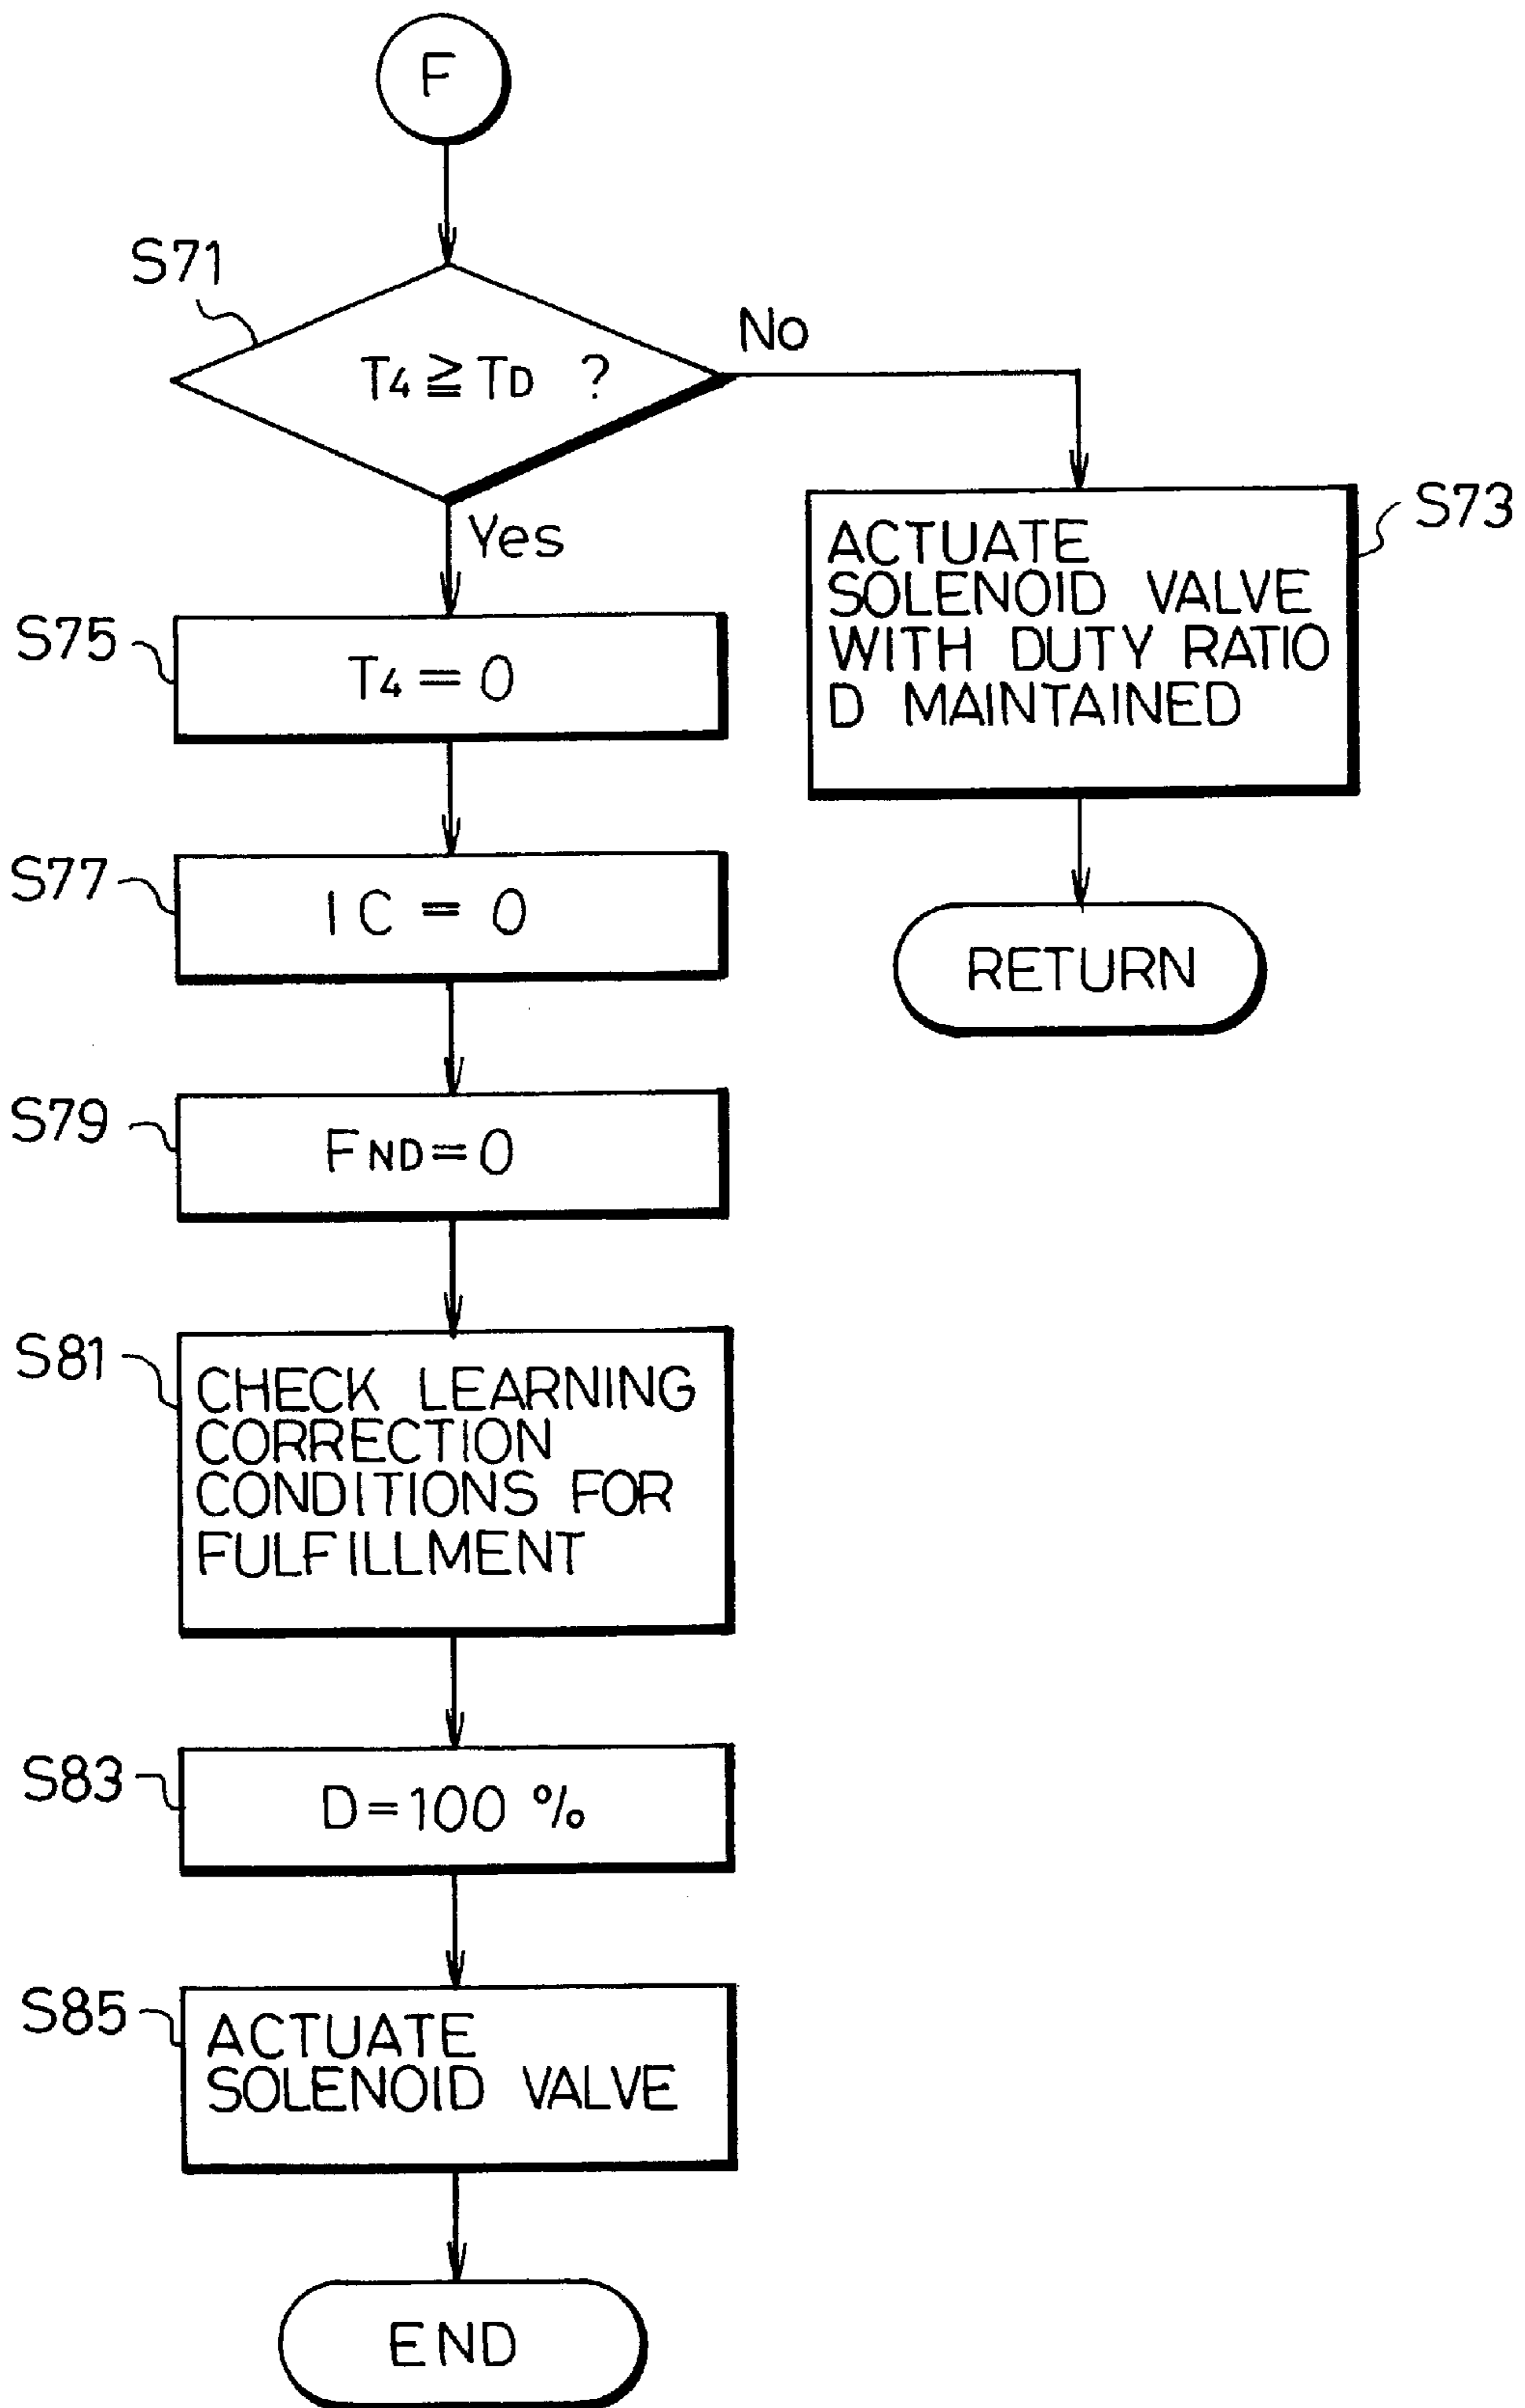 F
S71
T4 ≧ TD ?
No
Yes
S73
ACTUATE
SOLENOID VALVE
WITH DUTY RATIO
D MAINTAINED
S75
T4 = 0
RETURN
S77
IC = 0
S79
FND = 0
S81
CHECK LEARNING
CORRECTION
CONDITIONS FOR
FULFILLMENT
S83
D = 100 %
S85
ACTUATE
SOLENOID VALVE
END